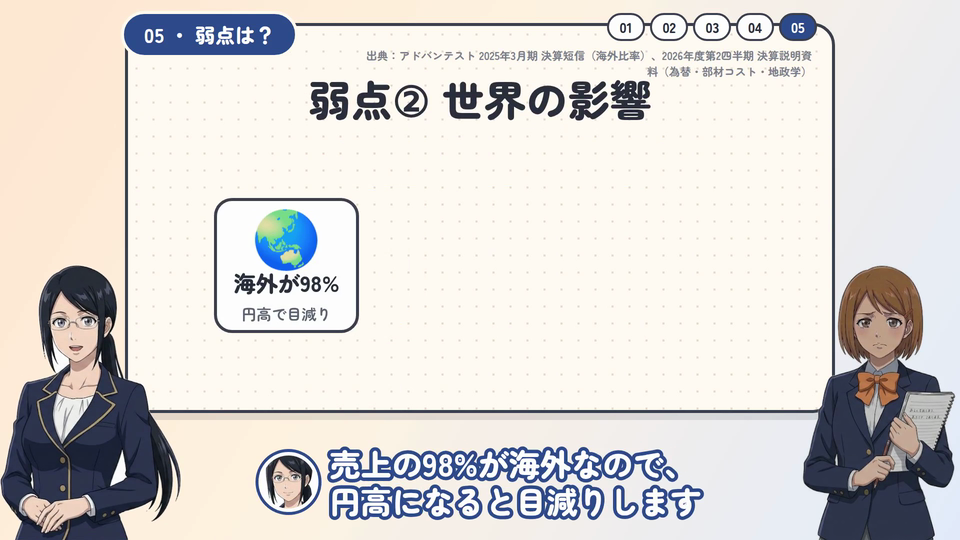 05 ・ 弱点は？
01 02 03 04 05
出典：アドバンテスト 2025年3月期 決算短信（海外比率）、2026年度第2四半期 決算説明資
料（為替・部材コスト・地政学）
弱点② 世界の影響
海外が98%
円高で目減り
売上の98%が海外なので、
円高になると目減りします